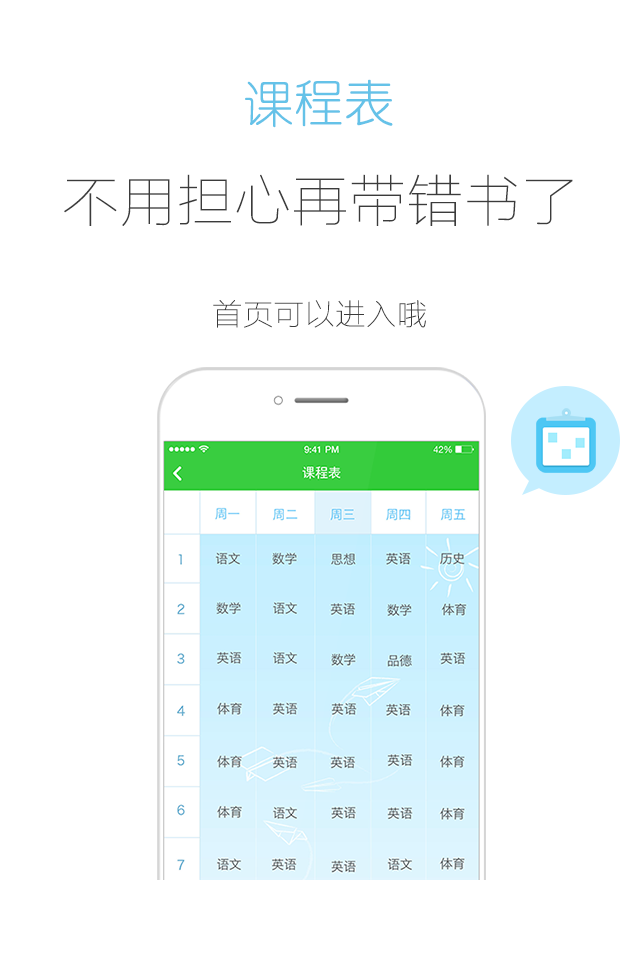 课程表
不用担心再带错书了
首页可以进入哦
9:41 PM 42%
课程表
周一 周二 周三 周四 周五
1 语文 数学 思想 英语 历史
2 数学 语文 英语 数学 体育
3 英语 语文 数学 品德 英语
4 体育 英语 英语 英语 体育
5 体育 英语 英语 英语 体育
6 体育 语文 英语 英语 体育
7 语文 英语 英语 语文 体育